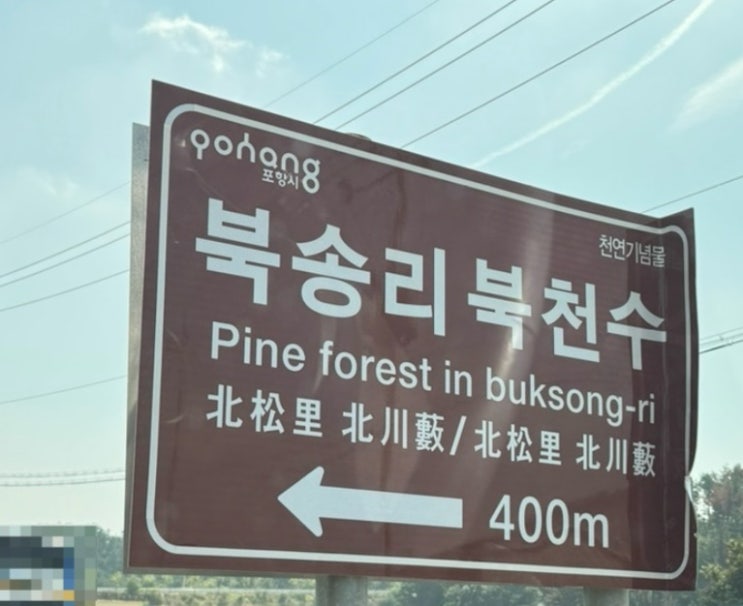 pohang
포항시
천연기념물
북송리 북천수
Pine forest in buksong-ri
北松里 北川藪/北松里 北川藪
400m